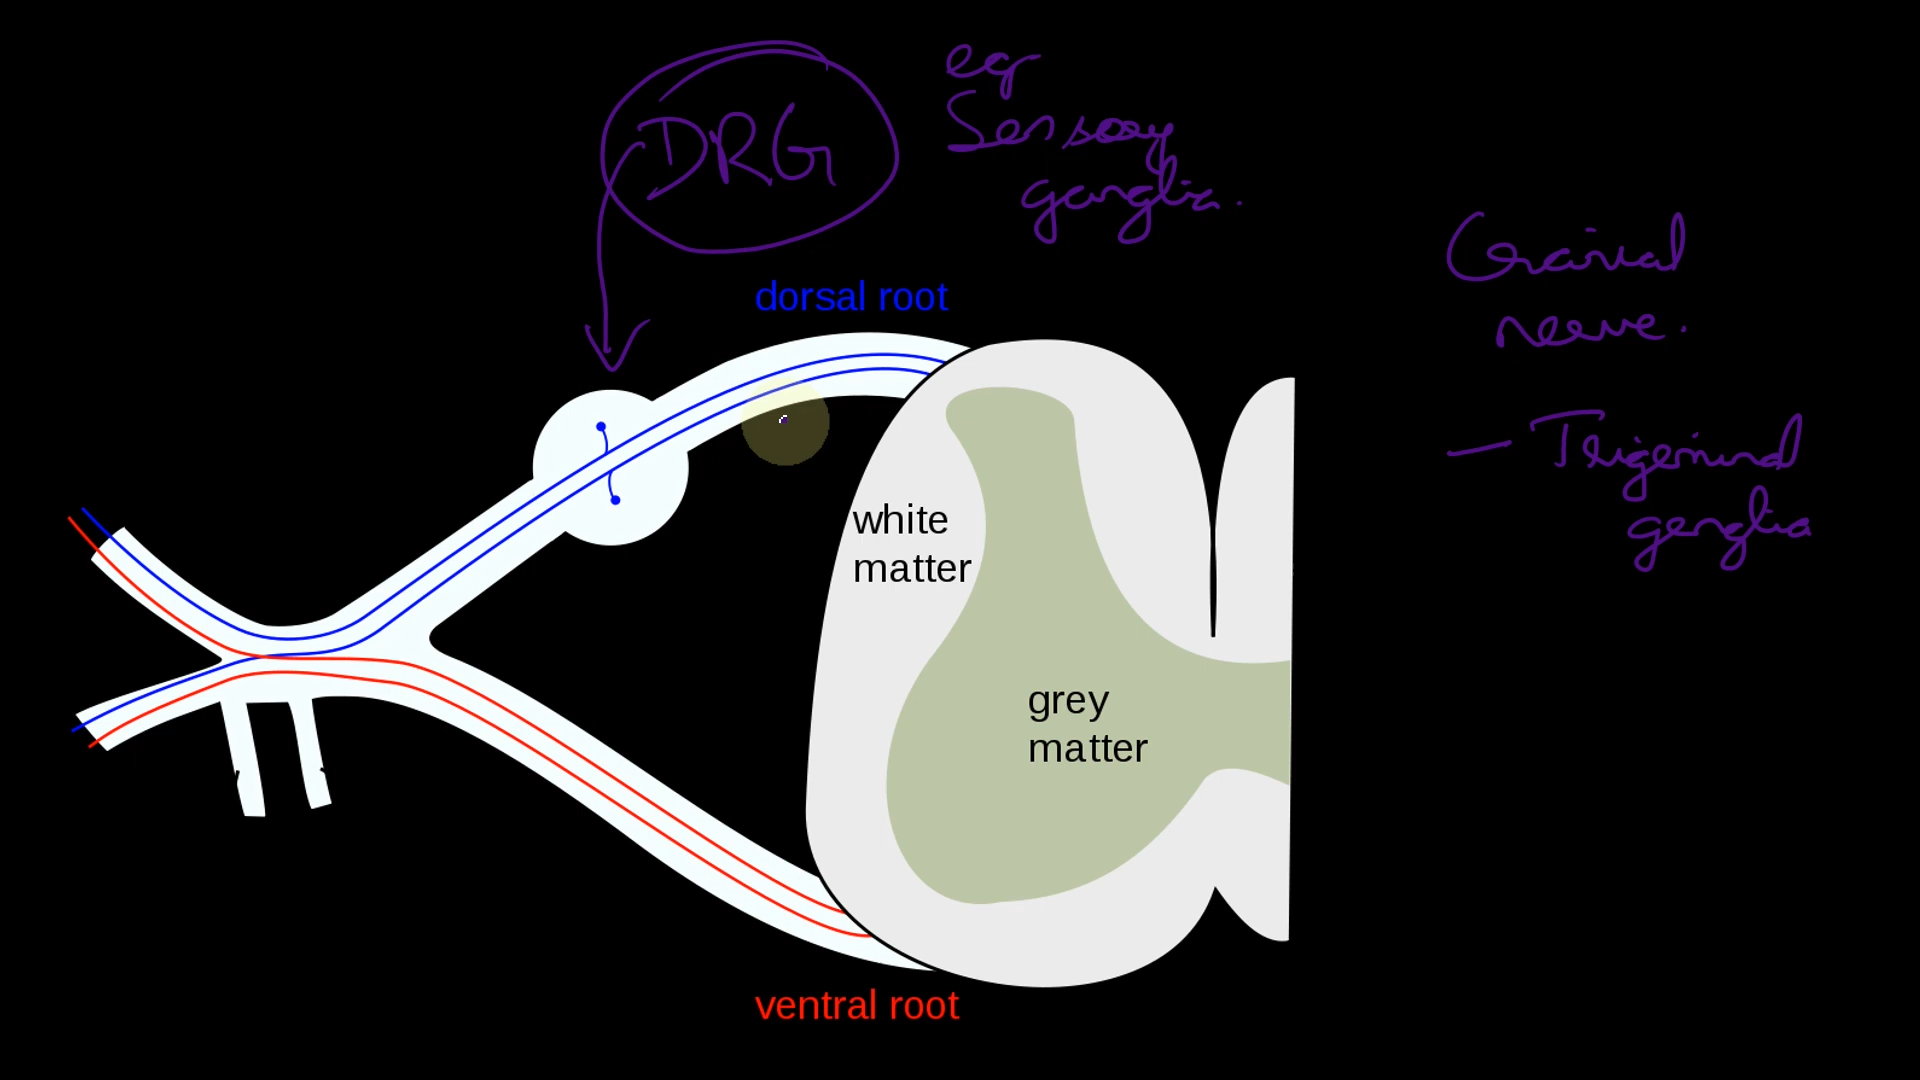 DRG
eg
Sensory
ganglia.
dorsal root
Cranial
nerve.
— Trigeminal
ganglia
white
matter
grey
matter
ventral root